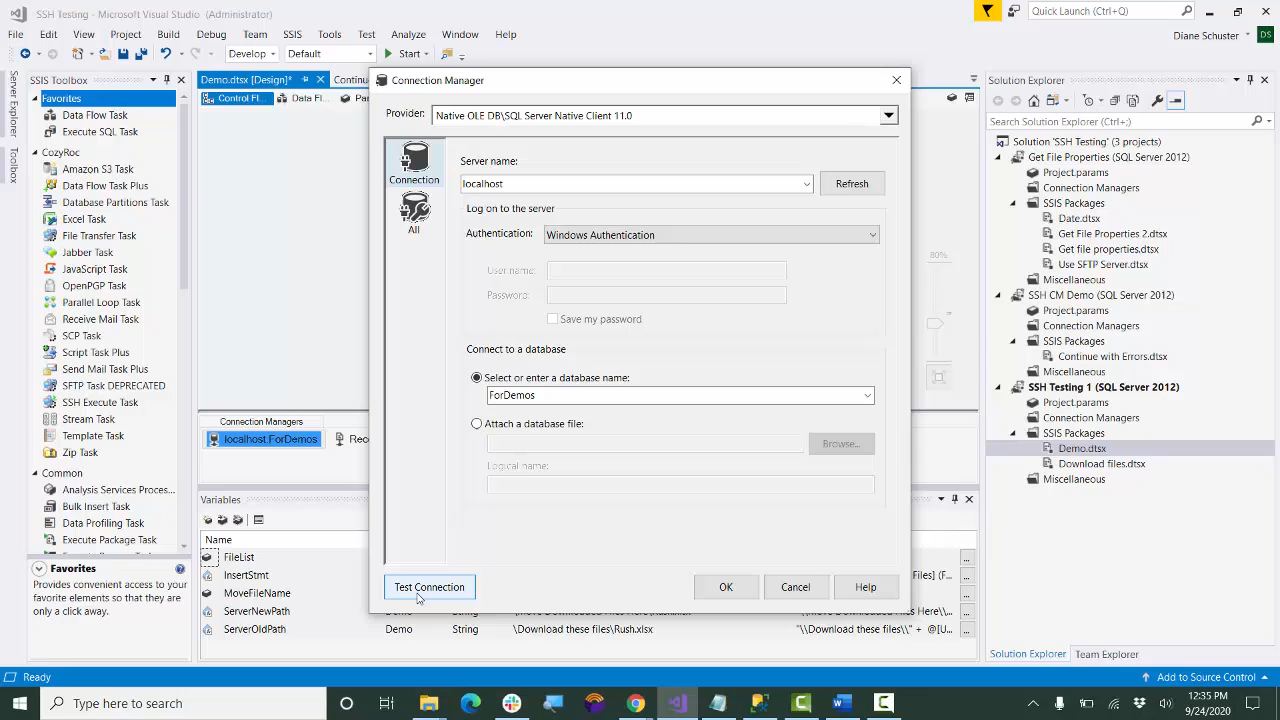 SSH Testing - Microsoft Visual Studio (Administrator)
Quick Launch (Ctrl+Q)
File Edit View Project Build Debug Team SSIS Tools Test Analyze Window Help
Diane Schuster DS
Develop Default Start
Server Explorer
Toolbox
SSIS Toolbox
Favorites
Data Flow Task
Execute SQL Task
CozyRoc
Amazon S3 Task
Data Flow Task Plus
Database Partitions Task
Excel Task
File Transfer Task
Jabber Task
JavaScript Task
OpenPGP Task
Parallel Loop Task
Receive Mail Task
SCP Task
Script Task Plus
Send Mail Task Plus
SFTP Task DEPRECATED
SSH Execute Task
Stream Task
Template Task
Zip Task
Common
Analysis Services Proces...
Bulk Insert Task
Data Profiling Task
Execute Package Task
Favorites
Provides convenient access to your
favorite elements so that they are
only a click away.
Demo.dtsx [Design]*
Control Fl...
Data Fl...
80%
Connection Managers
localhost.ForDemos
Variables
Name
FileList
InsertStmt Files] (F...
MoveFileName
ServerNewPath
ServerOldPath Demo String \Download these files\Rush.xlsx "\\Download these files\\" + @[U...
Connection Manager
Provider: Native OLE DB\SQL Server Native Client 11.0
Connection
All
Server name:
localhost
Refresh
Log on to the server
Authentication: Windows Authentication
User name:
Password:
Save my password
Connect to a database
Select or enter a database name:
ForDemos
Attach a database file:
Browse...
Logical name:
Test Connection OK Cancel Help
Solution Explorer
Search Solution Explorer (Ctrl+;)
Solution 'SSH Testing' (3 projects)
Get File Properties (SQL Server 2012)
Project.params
Connection Managers
SSIS Packages
Date.dtsx
Get File Properties 2.dtsx
Get file properties.dtsx
Use SFTP Server.dtsx
Miscellaneous
SSH CM Demo (SQL Server 2012)
Project.params
Connection Managers
SSIS Packages
Continue with Errors.dtsx
Miscellaneous
SSH Testing 1 (SQL Server 2012)
Project.params
Connection Managers
SSIS Packages
Demo.dtsx
Download files.dtsx
Miscellaneous
Solution Explorer Team Explorer
Ready
Add to Source Control
Type here to search
12:35 PM
9/24/2020